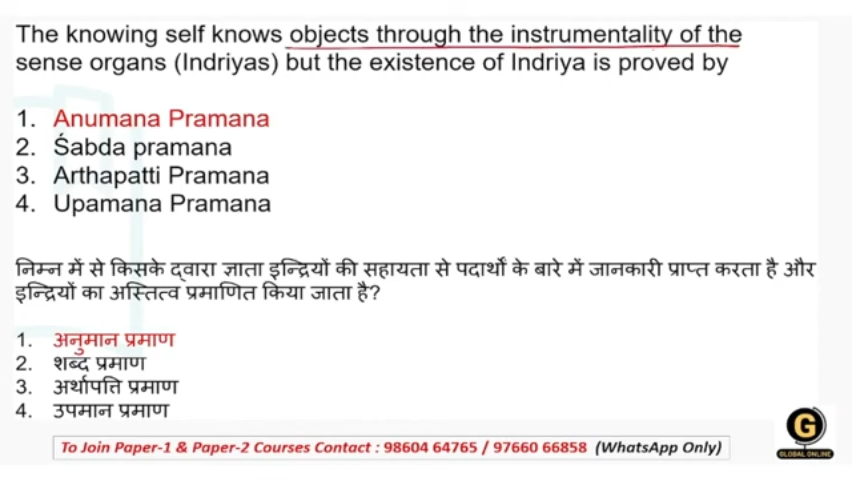 The knowing self knows objects through the instrumentality of the
sense organs (Indriyas) but the existence of Indriya is proved by
1. Anumana Pramana
2. Śabda pramana
3. Arthapatti Pramana
4. Upamana Pramana
निम्न में से किसके द्वारा ज्ञाता इन्द्रियों की सहायता से पदार्थों के बारे में जानकारी प्राप्त करता है और
इन्द्रियों का अस्तित्व प्रमाणित किया जाता है?
1. अनुमान प्रमाण
2. शब्द प्रमाण
3. अर्थापत्ति प्रमाण
4. उपमान प्रमाण
To Join Paper-1 & Paper-2 Courses Contact : 98604 64765 / 97660 66858 (WhatsApp Only)
G
GLOBAL ONLINE